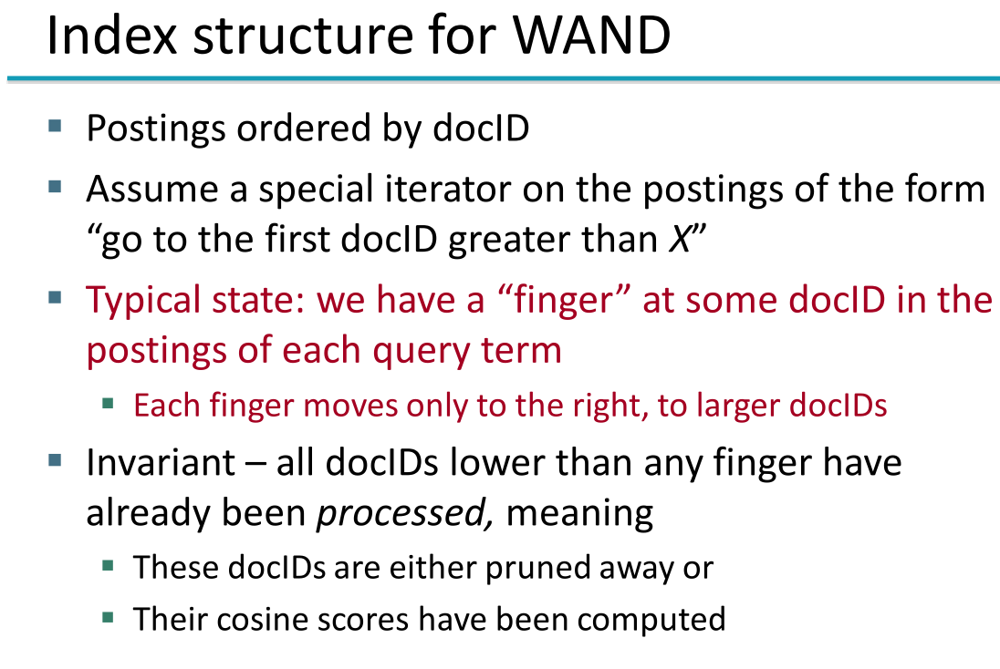 Index structure for WAND
▪ Postings ordered by docID
▪ Assume a special iterator on the postings of the form
“go to the first docID greater than X”
▪ Typical state: we have a “finger” at some docID in the
postings of each query term
▪ Each finger moves only to the right, to larger docIDs
▪ Invariant – all docIDs lower than any finger have
already been processed, meaning
▪ These docIDs are either pruned away or
▪ Their cosine scores have been computed